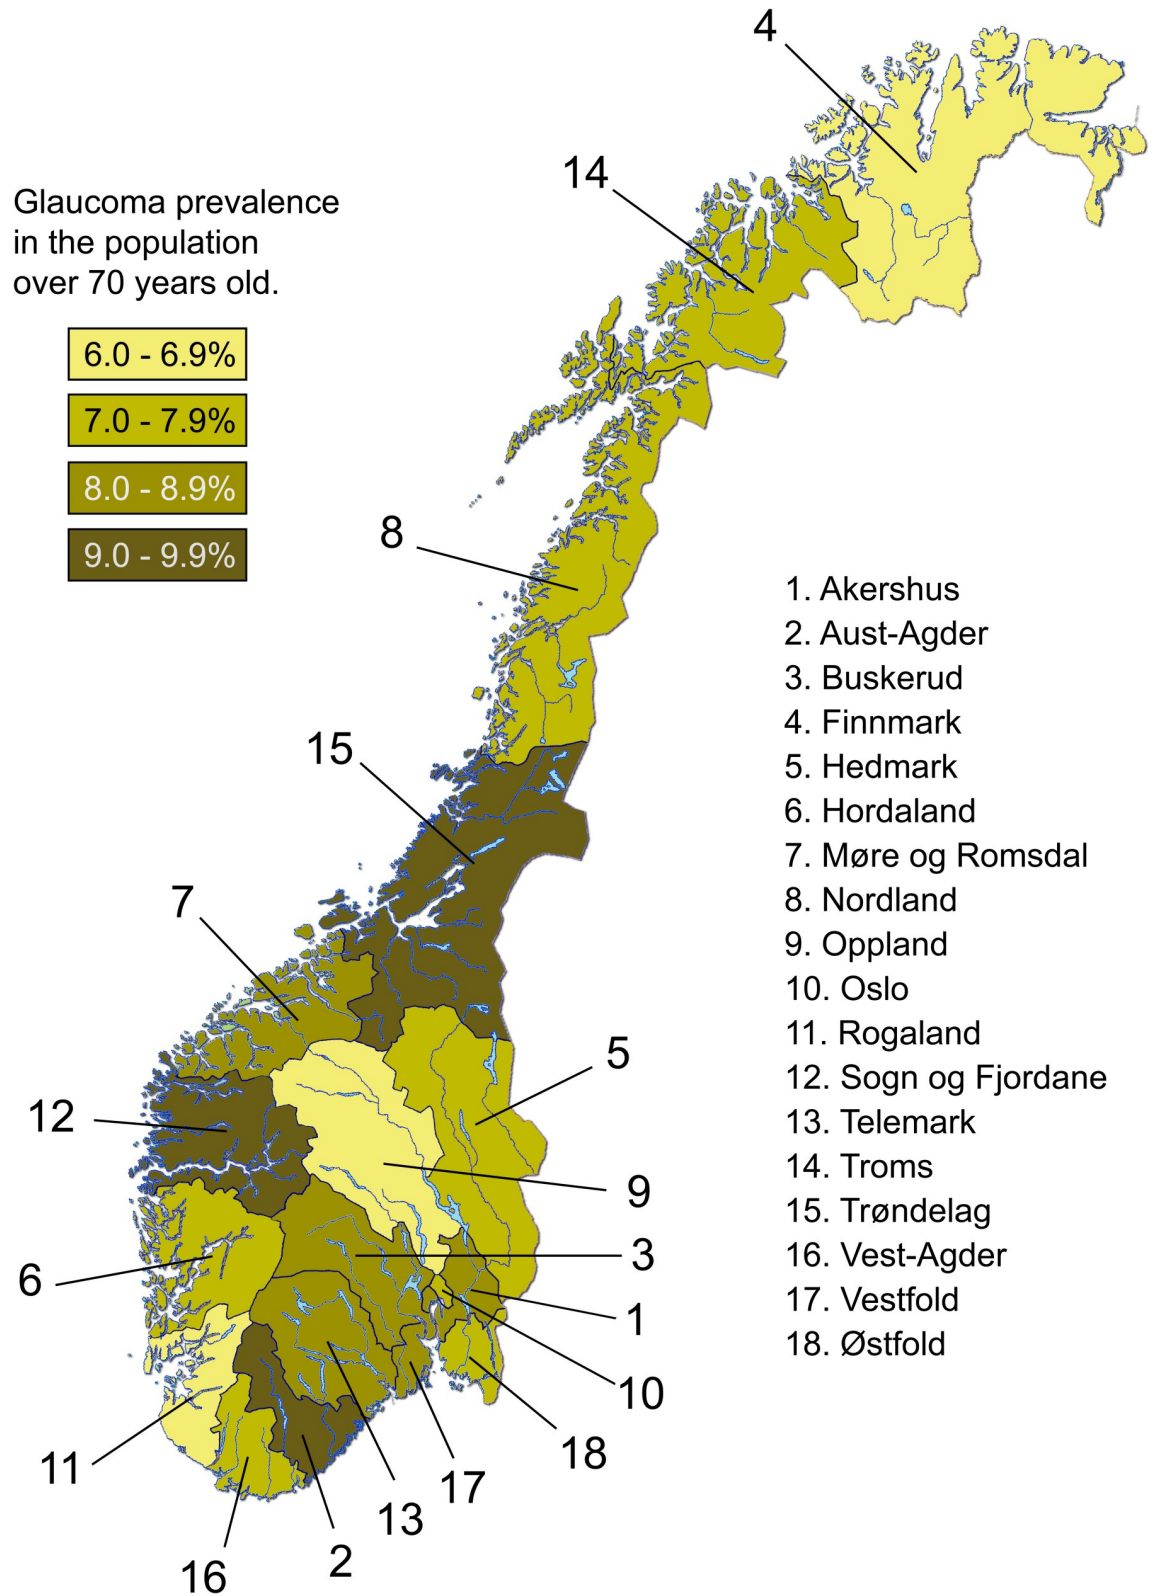 Glaucoma prevalence
in the population
over 70 years old.
6.0 - 6.9%
7.0 - 7.9%
8.0 - 8.9%
9.0 - 9.9%
4
14
8
15
7
5
12
9
3
6
1
10
18
11
17
13
2
16
1. Akershus
2. Aust-Agder
3. Buskerud
4. Finnmark
5. Hedmark
6. Hordaland
7. Møre og Romsdal
8. Nordland
9. Oppland
10. Oslo
11. Rogaland
12. Sogn og Fjordane
13. Telemark
14. Troms
15. Trøndelag
16. Vest-Agder
17. Vestfold
18. Østfold